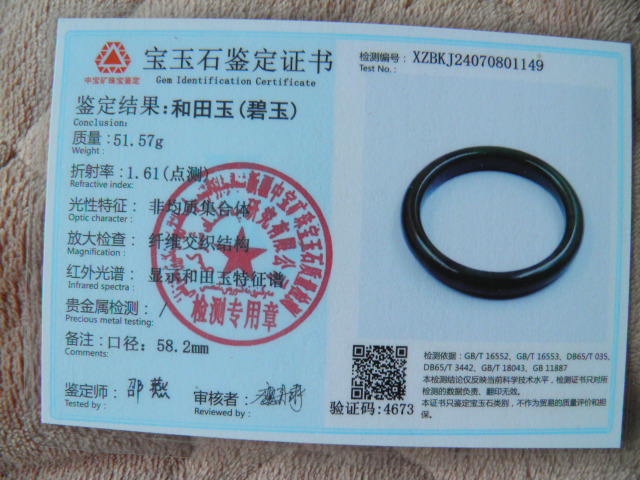 中宝矿珠宝鉴定
宝玉石鉴定证书
Gem Identification Certificate
检测编号: XZBKJ24070801149
Test No.:
鉴定结果:和田玉(碧玉)
Conclusion:
质量:51.57g
Weight:
折射率:1.61(点测)
Refractive index:
光性特征:非均质集合体
Optic character:
放大检查:纤维交织结构
Magnification:
红外光谱:显示和田玉特征谱
Infrared spectra:
贵金属检测:/
Precious metal testing:
备注:口径:58.2mm
Comments:
检测专用章
鉴定师:邵燕
Tested by:
审核者:
Reviewed by:
验证码:4673
检测依据:GB/T 16552、GB/T 16553、DB65/T 035、
DB65/T 3442、GB/T 18043、GB 11887
本检测结论仅反映当前科学技术水平,检测证书只对所
检测的数据负责、翻印无效。
本证书只鉴定宝玉石类别,不作为贸易的质量评价和担
保。